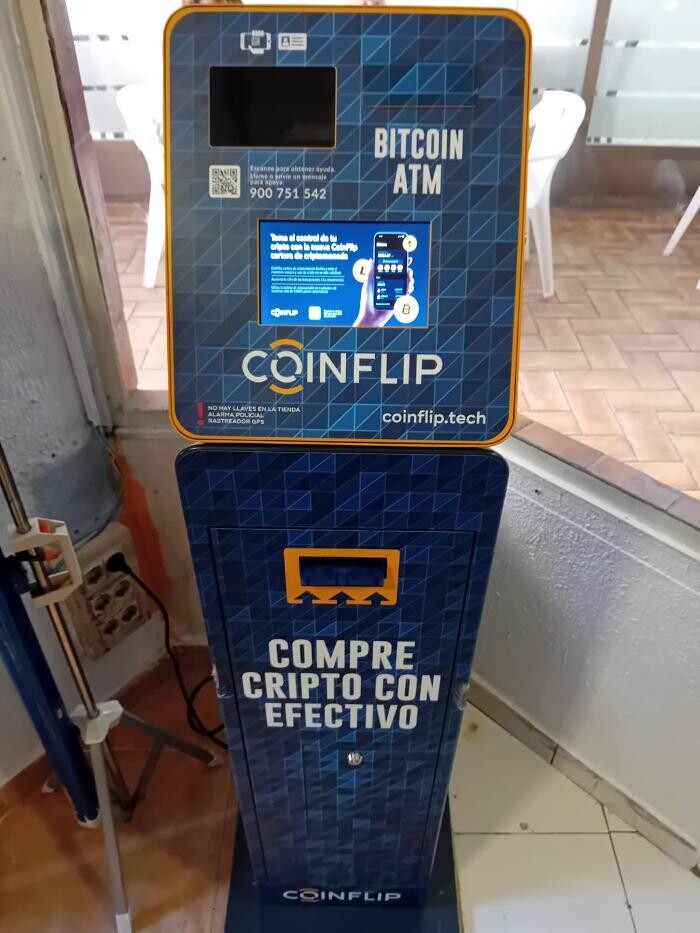 BITCOIN
ATM
Escanee para obtener ayuda.
Llame o envíe un mensaje
para apoyo:
900 751 542
Toma el control de tu
cripto con la nueva CoinFlip
cartera de criptomoneda
COINFLIP
COINFLIP
! NO HAY LLAVES EN LA TIENDA
ALARMA POLICIAL
RASTREADOR GPS
coinflip.tech
COMPRE
CRIPTO CON
EFECTIVO
COINFLIP